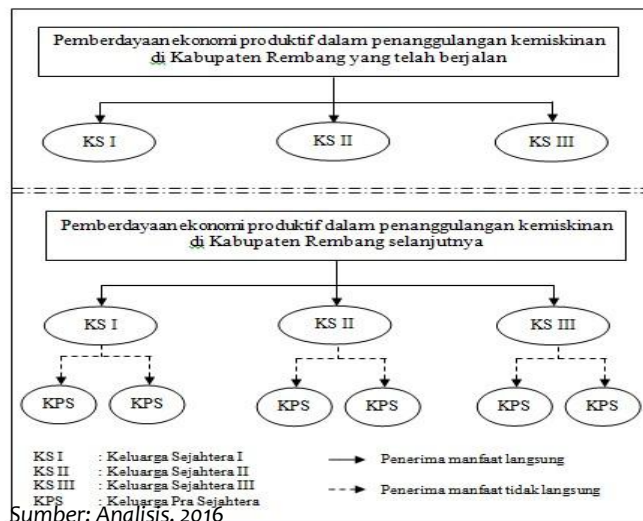 Pemberdayaan ekonomi produktif dalam penanggulangan kemiskinan
di Kabupaten Rembang yang telah berjalan
KS I KS II KS III
Pemberdayaan ekonomi produktif dalam penanggulangan kemiskinan
di Kabupaten Rembang selanjutnya
KS I KS II KS III
KPS KPS KPS KPS KPS KPS
KS I : Keluarga Sejahtera I
KS II : Keluarga Sejahtera II
KS III : Keluarga Sejahtera III
KPS : Keluarga Pra Sejahtera
Penerima manfaat langsung
Penerima manfaat tidak langsung
Sumber: Analisis, 2016